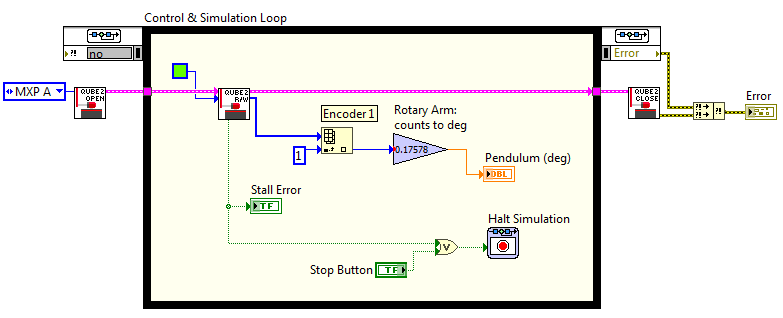 Control & Simulation Loop
?!
no
Error
MXP A
QUBE2
OPEN
QUBE2
R/W
QUBE2
CLOSE
?!
?!
?!
Error
Encoder 1
Rotary Arm:
counts to deg
1
0.17578
Pendulum (deg)
DBL
Stall Error
TF
Halt Simulation
V
Stop Button
TF